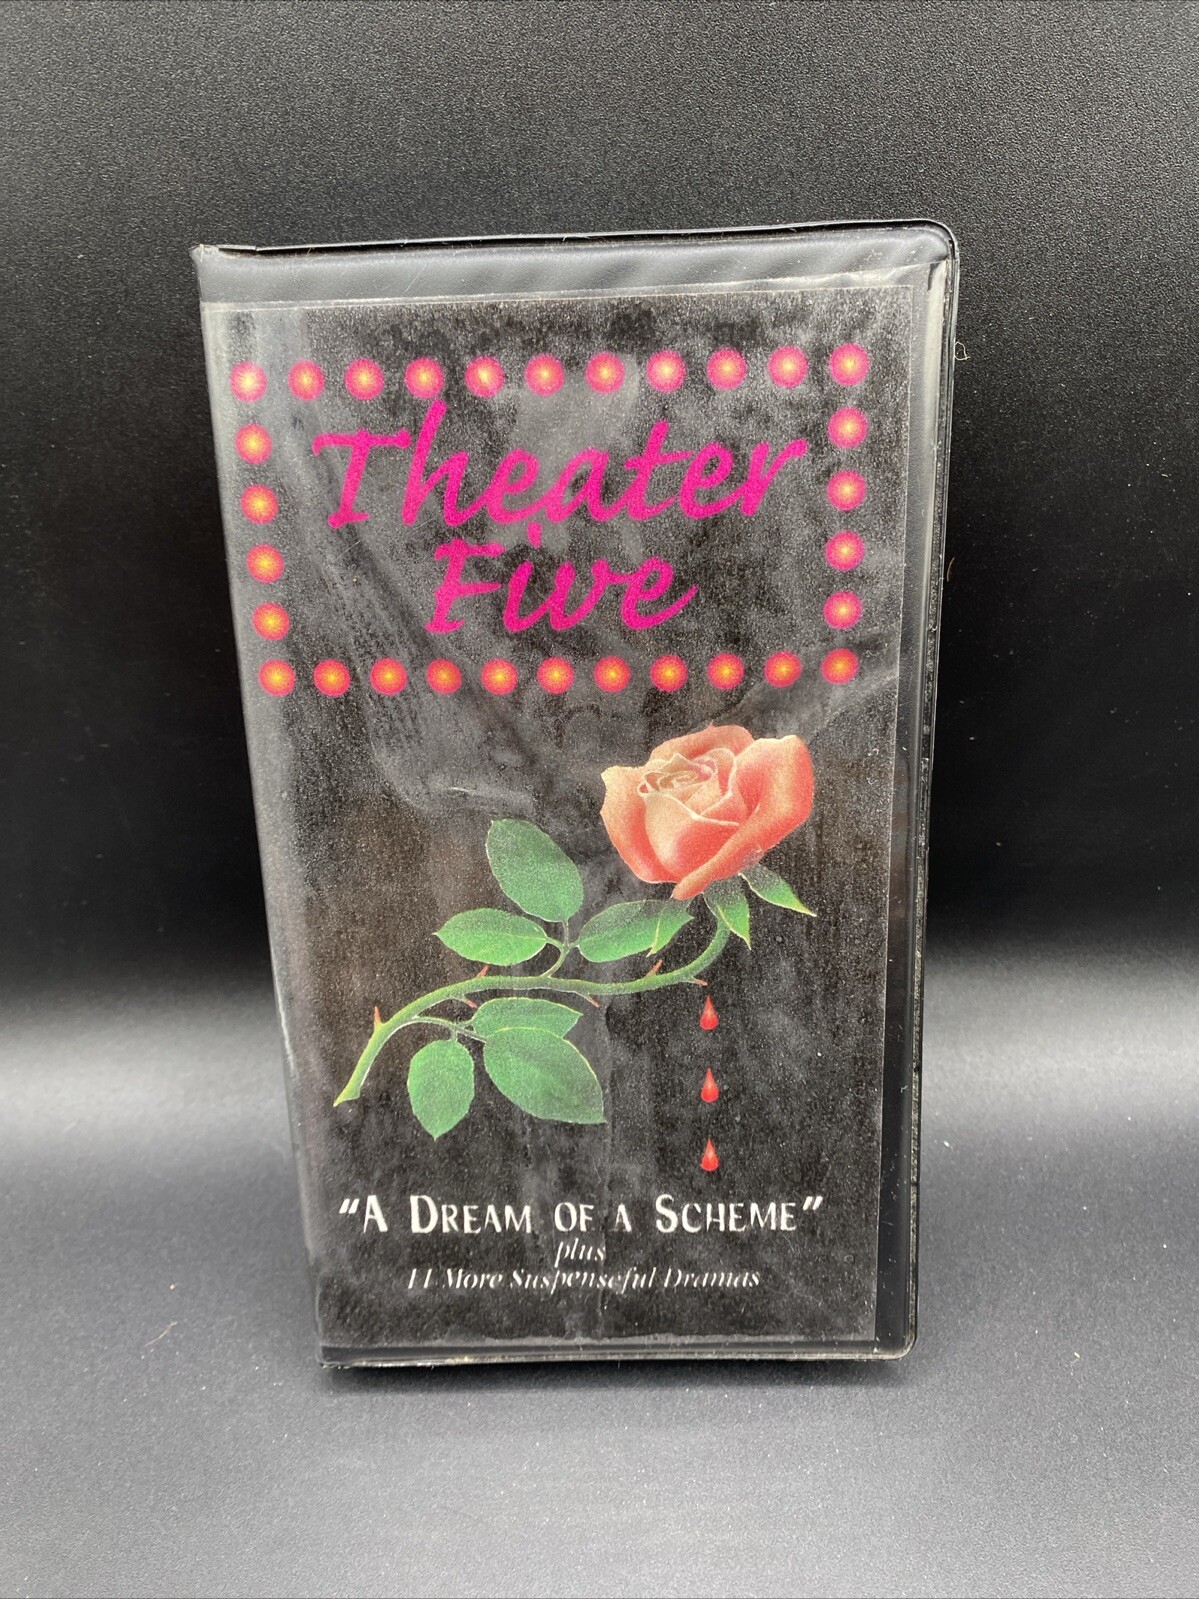 Theater
Five
"A DREAM OF A SCHEME"
plus
11 More Suspenseful Dramas